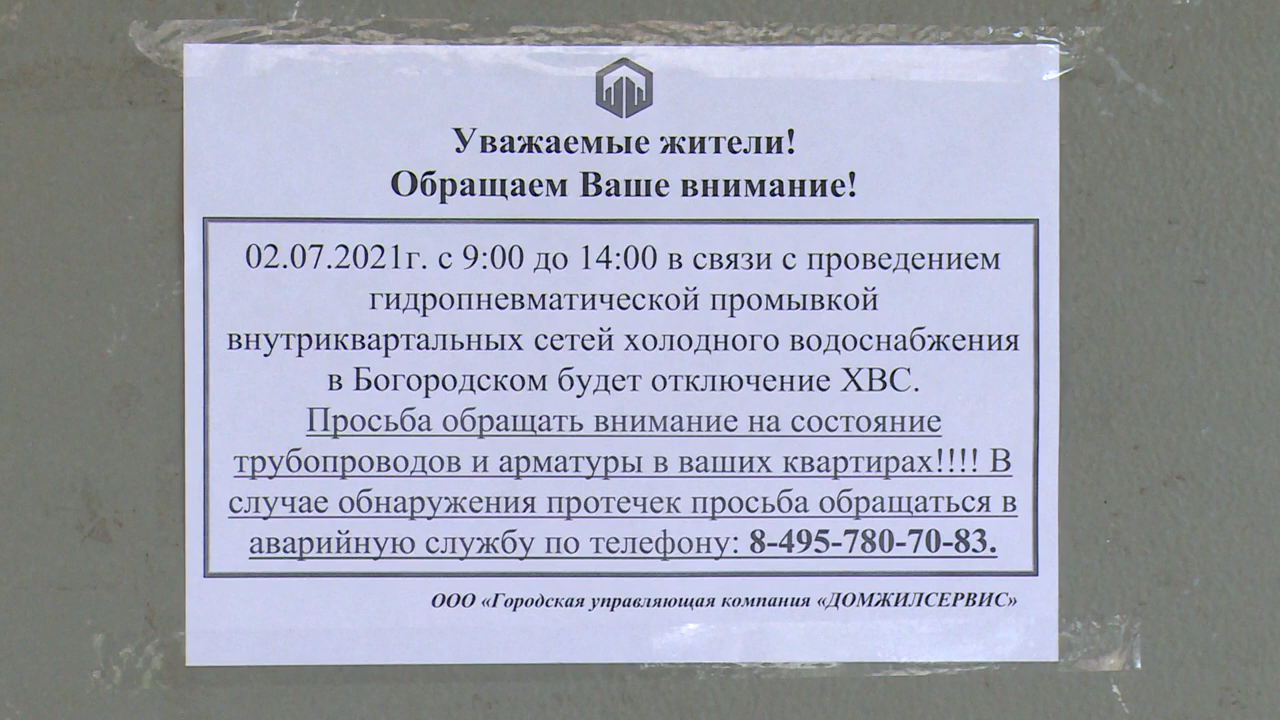 Уважаемые жители!
Обращаем Ваше внимание!
02.07.2021г. с 9:00 до 14:00 в связи с проведением
гидропневматической промывкой
внутриквартальных сетей холодного водоснабжения
в Богородском будет отключение ХВС.
Просьба обращать внимание на состояние
трубопроводов и арматуры в ваших квартирах!!!! В
случае обнаружения протечек просьба обращаться в
аварийную службу по телефону: 8-495-780-70-83.
ООО «Городская управляющая компания «ДОМЖИЛСЕРВИС»